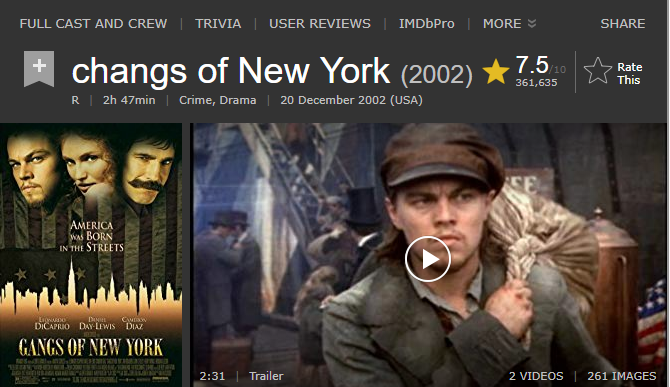 FULL CAST AND CREW | TRIVIA | USER REVIEWS | IMDbPro | MORE SHARE
+ changs of New York (2002) 7.5/10 361,635 Rate This
R | 2h 47min | Crime, Drama | 20 December 2002 (USA)
AMERICA
WAS BORN
IN THE STREETS
LEONARDO DICAPRIO DANIEL DAY-LEWIS CAMERON DIAZ
GANGS OF NEW YORK
2:31 | Trailer 2 VIDEOS | 261 IMAGES